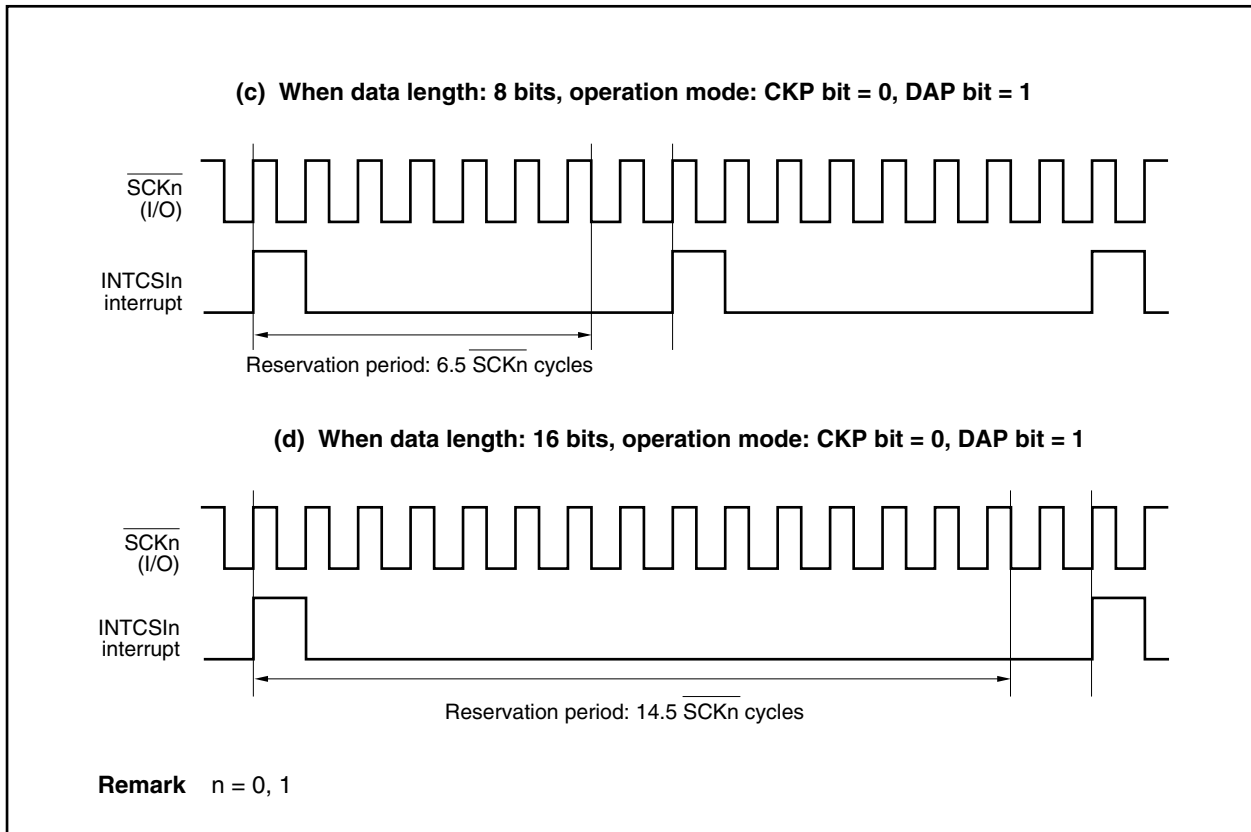 (c) When data length: 8 bits, operation mode: CKP bit = 0, DAP bit = 1
SCKn
(I/O)
INTCSIn
interrupt
Reservation period: 6.5 SCKn cycles
(d) When data length: 16 bits, operation mode: CKP bit = 0, DAP bit = 1
SCKn
(I/O)
INTCSIn
interrupt
Reservation period: 14.5 SCKn cycles
Remark n = 0, 1